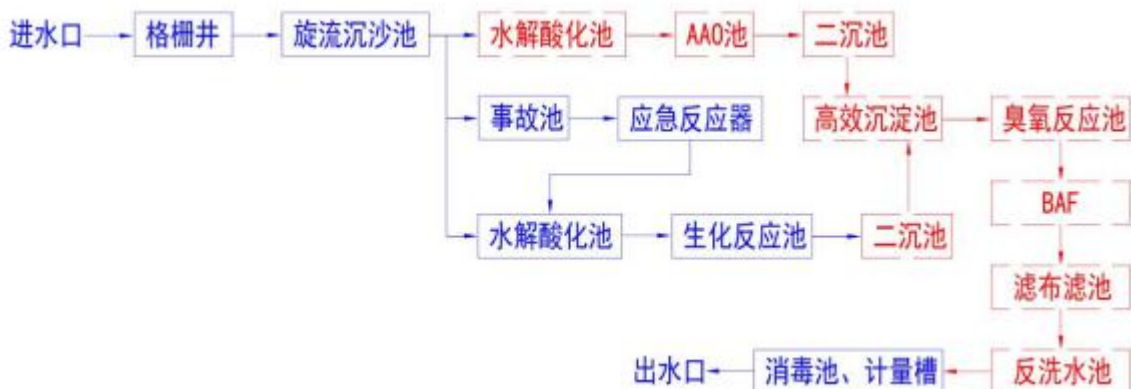 进水口 格栅井 旋流沉沙池 水解酸化池 AAO池 二沉池
事故池 应急反应器 高效沉淀池 臭氧反应池
BAF
水解酸化池 生化反应池 二沉池
滤布滤池
出水口 消毒池、计量槽 反洗水池